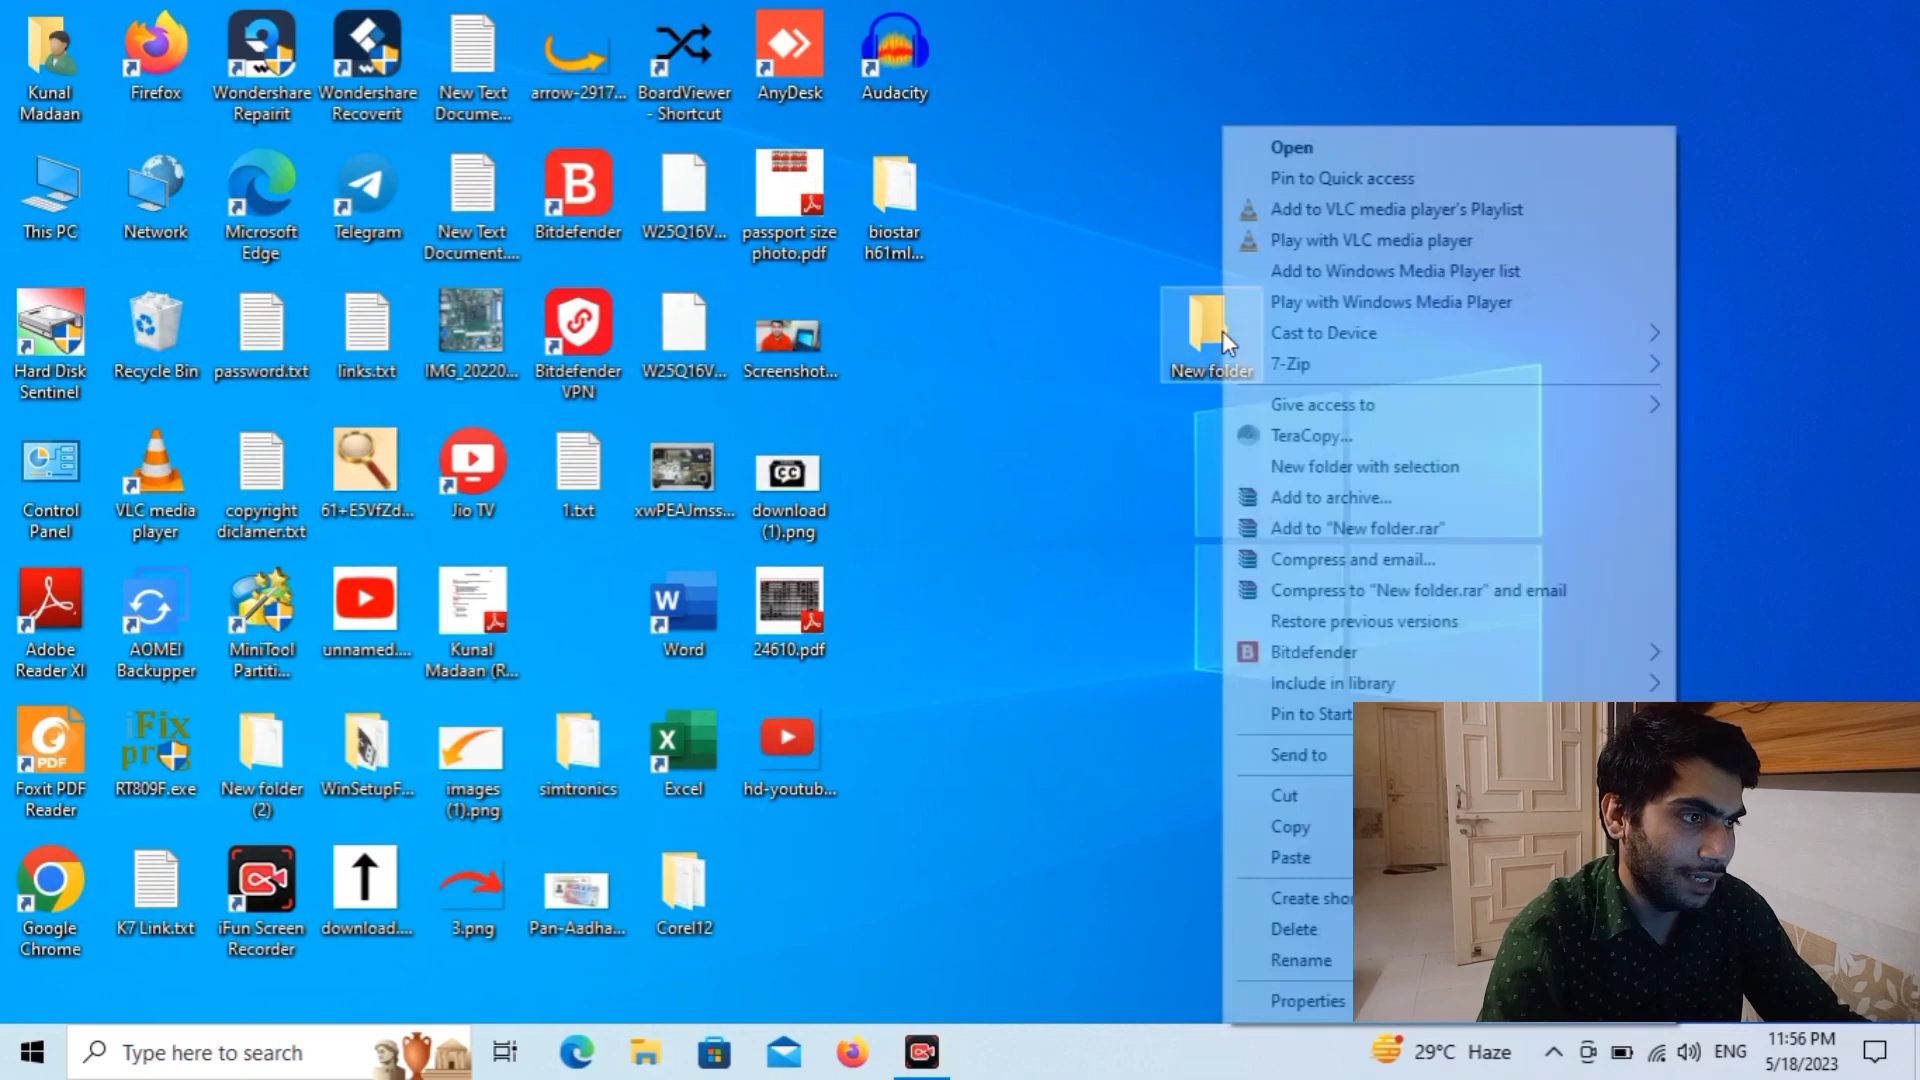 Kunal
Madaan
Firefox
Wondershare
Repairit
Wondershare
Recoverit
New Text
Docume...
arrow-2917...
BoardViewer
- Shortcut
AnyDesk
Audacity
This PC
Network
Microsoft
Edge
Telegram
New Text
Document....
B
Bitdefender
W25Q16V...
passport size
photo.pdf
biostar
h61ml...
Hard Disk
Sentinel
Recycle Bin
password.txt
links.txt
IMG_20220...
Bitdefender
VPN
W25Q16V...
Screenshot...
New folder
Control
Panel
VLC media
player
copyright
diclamer.txt
61+E5VfZd...
Jio TV
1.txt
xwPEAJmss...
CC
download
(1).png
Adobe
Reader XI
AOMEI
Backupper
MiniTool
Partiti...
unnamed....
Kunal
Madaan (R...
W
Word
24610.pdf
PDF
Foxit PDF
Reader
iFix
pro
RT809F.exe
New folder
(2)
WinSetupF...
images
(1).png
simtronics
X
Excel
hd-youtub...
Google
Chrome
K7 Link.txt
iFun Screen
Recorder
download....
3.png
Pan-Aadha...
Corel12
Open
Pin to Quick access
Add to VLC media player's Playlist
Play with VLC media player
Add to Windows Media Player list
Play with Windows Media Player
Cast to Device
7-Zip
Give access to
TeraCopy...
New folder with selection
Add to archive...
Add to "New folder.rar"
Compress and email...
Compress to "New folder.rar" and email
Restore previous versions
B Bitdefender
Include in library
Pin to Start
Send to
Cut
Copy
Paste
Create sho
Delete
Rename
Properties
Type here to search
29°C Haze
ENG
11:56 PM
5/18/2023